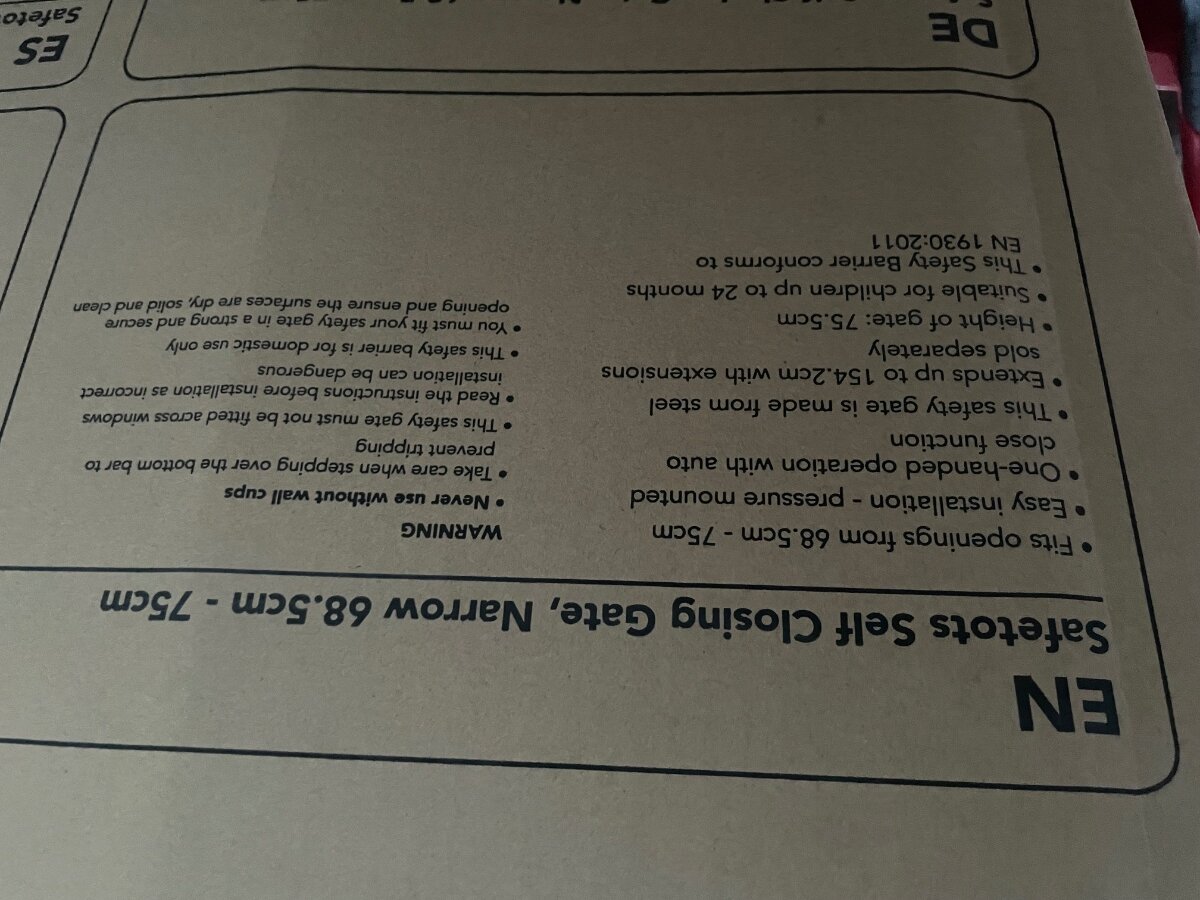 EN
Safetots Self Closing Gate, Narrow 68.5cm - 75cm
• Fits openings from 68.5cm - 75cm
• Easy installation - pressure mounted
• One-handed operation with auto
close function
• This safety gate is made from steel
• Extends up to 154.2cm with extensions
sold separately
• Height of gate: 75.5cm
• Suitable for children up to 24 months
• This Safety Barrier conforms to
EN 1930:2011
WARNING
• Never use without wall cups
• Take care when stepping over the bottom bar to
prevent tripping
• This safety gate must not be fitted across windows
• Read the instructions before installation as incorrect
installation can be dangerous
• This safety barrier is for domestic use only
• You must fit your safety gate in a strong and secure
opening and ensure the surfaces are dry, solid and clean
DE
ES